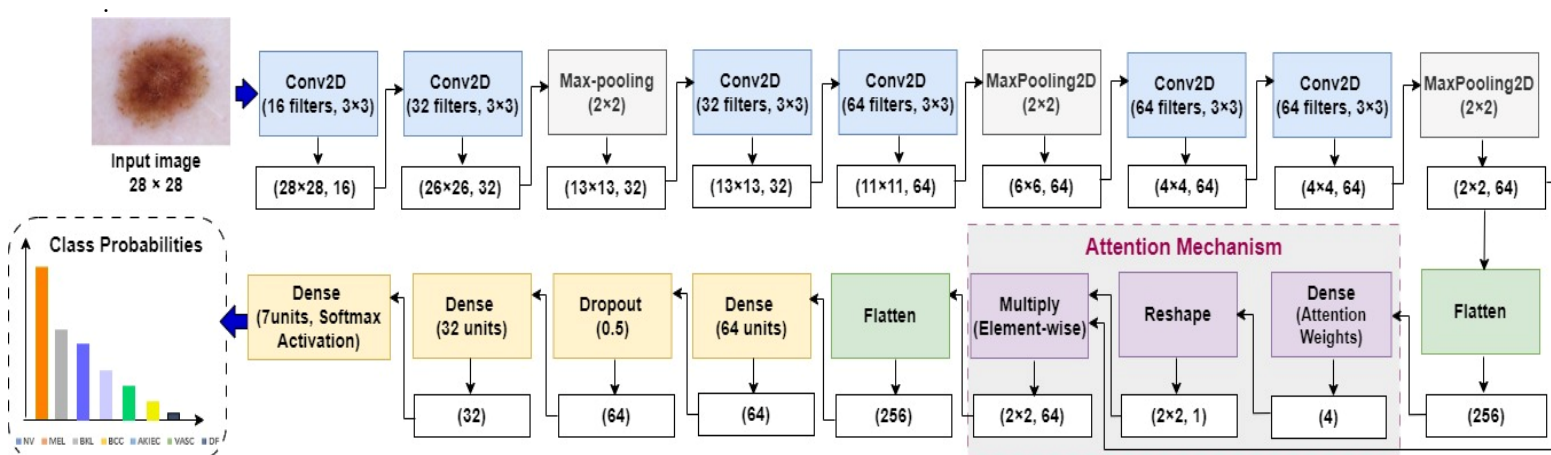 Conv2D
(16 filters, 3×3)
Conv2D
(32 filters, 3×3)
Max-pooling
(2×2)
Conv2D
(32 filters, 3×3)
Conv2D
(64 filters, 3×3)
MaxPooling2D
(2×2)
Conv2D
(64 filters, 3×3)
Conv2D
(64 filters, 3×3)
MaxPooling2D
(2×2)
Input image
28 × 28
(28×28, 16)
(26×26, 32)
(13×13, 32)
(13×13, 32)
(11×11, 64)
(6×6, 64)
(4×4, 64)
(4×4, 64)
(2×2, 64)
Flatten
(256)
Attention Mechanism
Dense
(Attention
Weights)
(4)
Reshape
(2×2, 1)
Multiply
(Element-wise)
(2×2, 64)
Flatten
(256)
Dense
(64 units)
(64)
Dropout
(0.5)
(64)
Dense
(32 units)
(32)
Dense
(7units, Softmax
Activation)
Class Probabilities
NV MEL BKL BCC AKIEC VASC DF